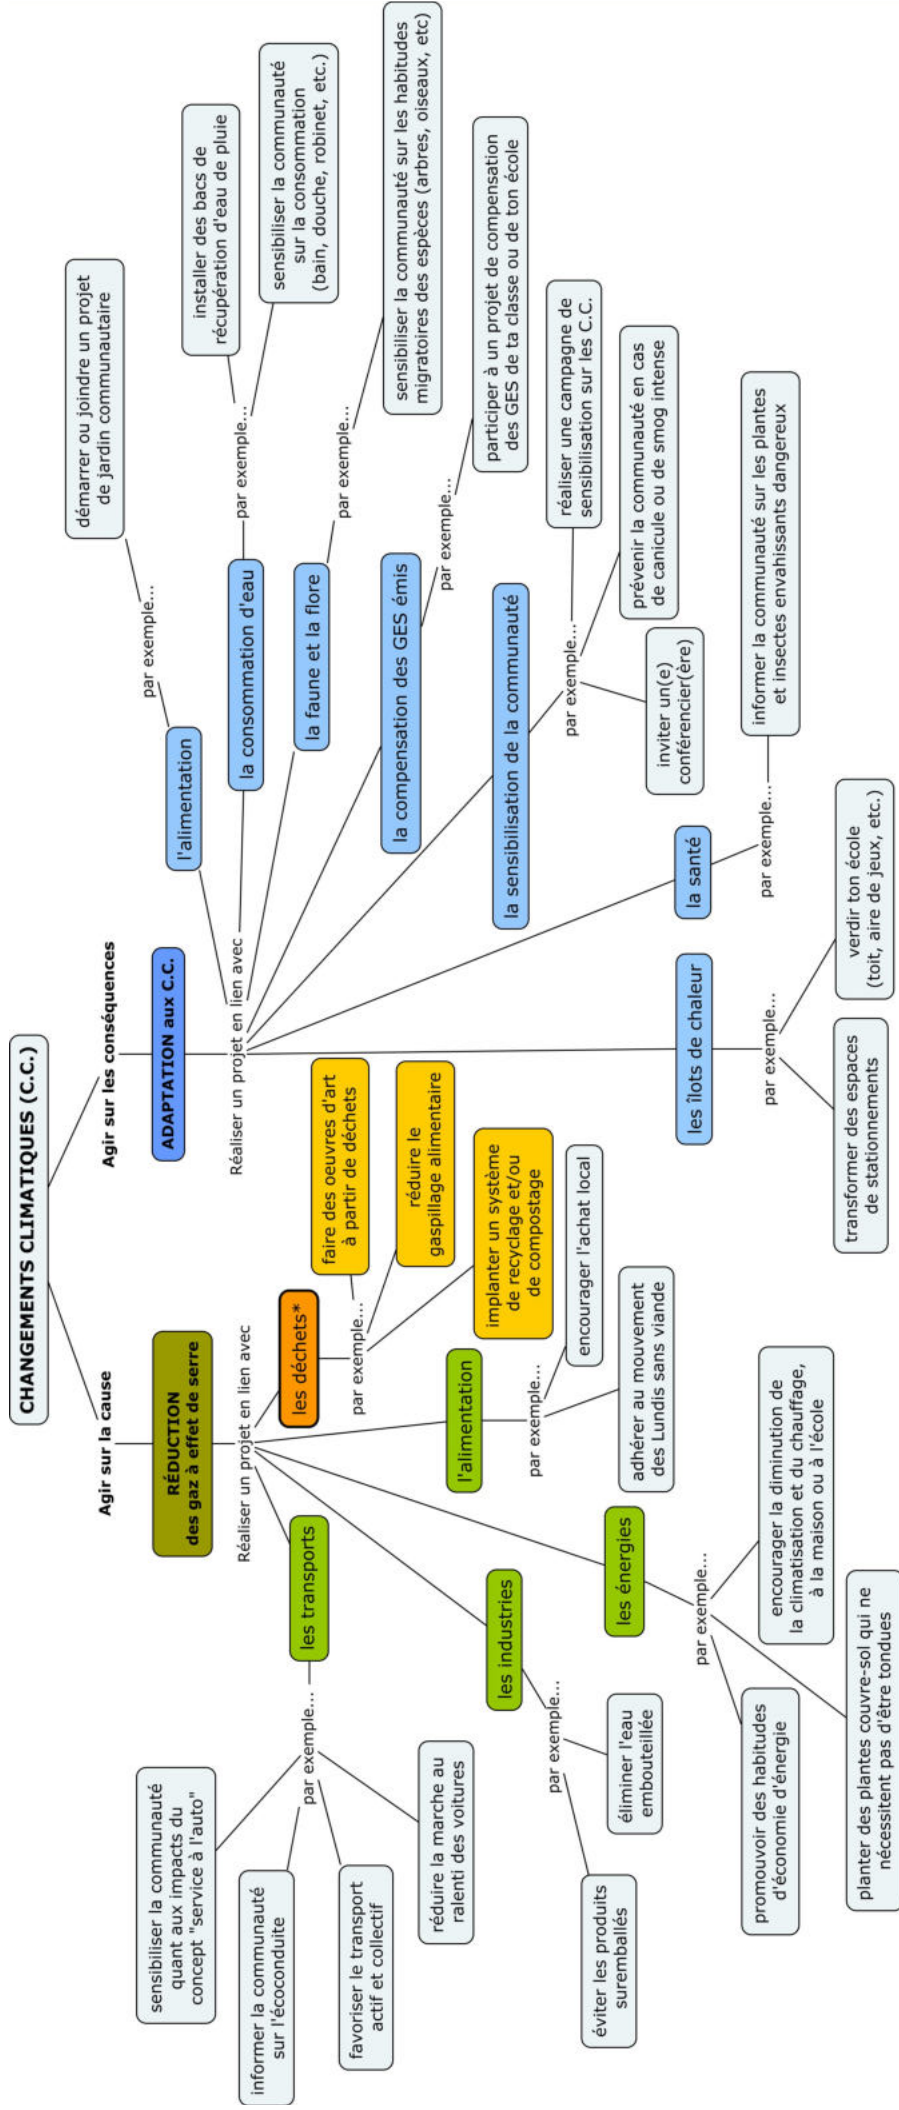 CHANGEMENTS CLIMATIQUES (C.C.)
Agir sur la cause
Agir sur les conséquences
RÉDUCTION
des gaz à effet de serre
ADAPTATION aux C.C.
Réaliser un projet en lien avec
Réaliser un projet en lien avec
les transports
par exemple...
sensibiliser la communauté
quant aux impacts du
concept "service à l'auto"
informer la communauté
sur l'écoconduite
favoriser le transport
actif et collectif
réduire la marche au
ralenti des voitures
les industries
par exemple...
éviter les produits
suremballés
éliminer l'eau
embouteillée
les énergies
par exemple...
promouvoir des habitudes
d'économie d'énergie
planter des plantes couvre-sol qui ne
nécessitent pas d'être tondues
encourager la diminution de
la climatisation et du chauffage,
à la maison ou à l'école
l'alimentation
par exemple...
adhérer au mouvement
des Lundis sans viande
encourager l'achat local
les déchets*
par exemple...
faire des oeuvres d'art
à partir de déchets
réduire le
gaspillage alimentaire
implanter un système
de recyclage et/ou
de compostage
les îlots de chaleur
par exemple...
transformer des espaces
de stationnements
verdir ton école
(toit, aire de jeux, etc.)
la santé
par exemple...
informer la communauté sur les plantes
et insectes envahissants dangereux
la sensibilisation de la communauté
par exemple...
inviter un(e)
conférencier(ère)
prévenir la communauté en cas
de canicule ou de smog intense
réaliser une campagne de
sensibilisation sur les C.C.
la compensation des GES émis
par exemple...
participer à un projet de compensation
des GES de ta classe ou de ton école
la faune et la flore
par exemple...
sensibiliser la communauté sur les habitudes
migratoires des espèces (arbres, oiseaux, etc)
la consommation d'eau
par exemple...
installer des bacs de
récupération d'eau de pluie
sensibiliser la communauté
sur la consommation
(bain, douche, robinet, etc.)
l'alimentation
par exemple...
démarrer ou joindre un projet
de jardin communautaire